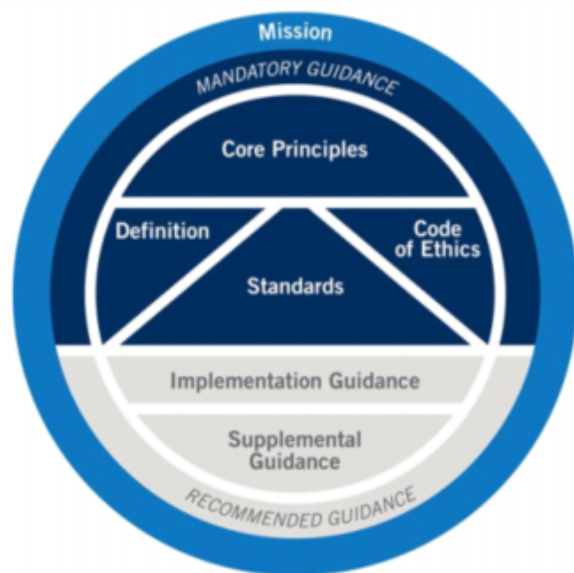 Mission
MANDATORY GUIDANCE
Core Principles
Definition
Code
of Ethics
Standards
Implementation Guidance
Supplemental
Guidance
RECOMMENDED GUIDANCE